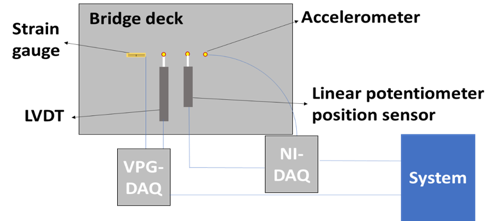 Bridge deck
Accelerometer
Strain
gauge
Linear potentiometer
position sensor
LVDT
VPG-
DAQ
NI-
DAQ
System